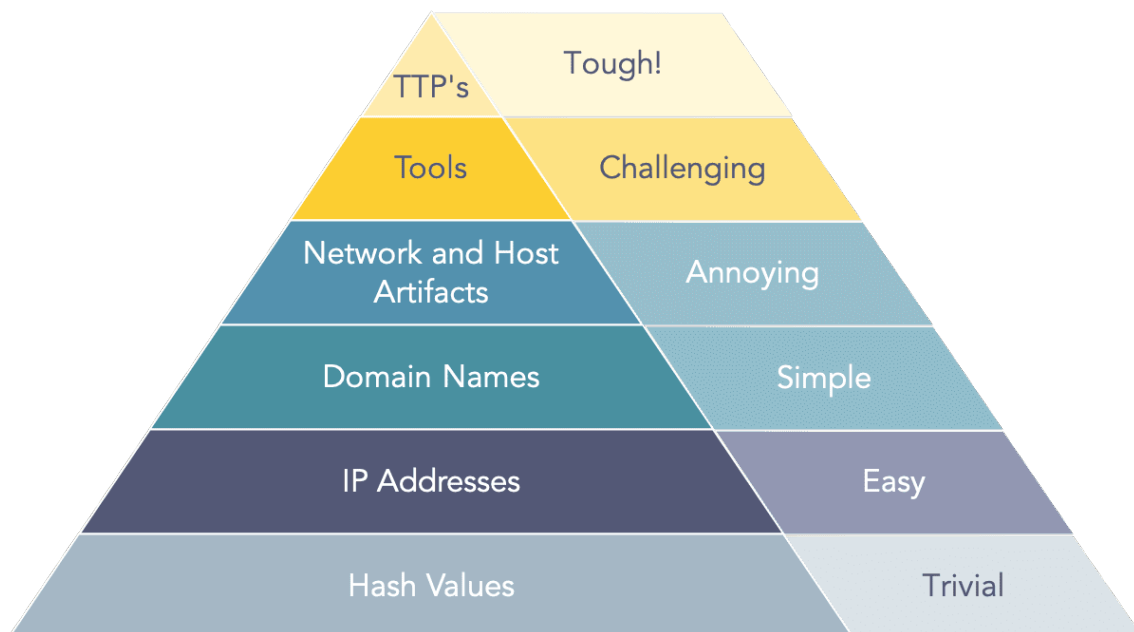 TTP's
Tough!
Tools
Challenging
Network and Host
Artifacts
Annoying
Domain Names
Simple
IP Addresses
Easy
Hash Values
Trivial